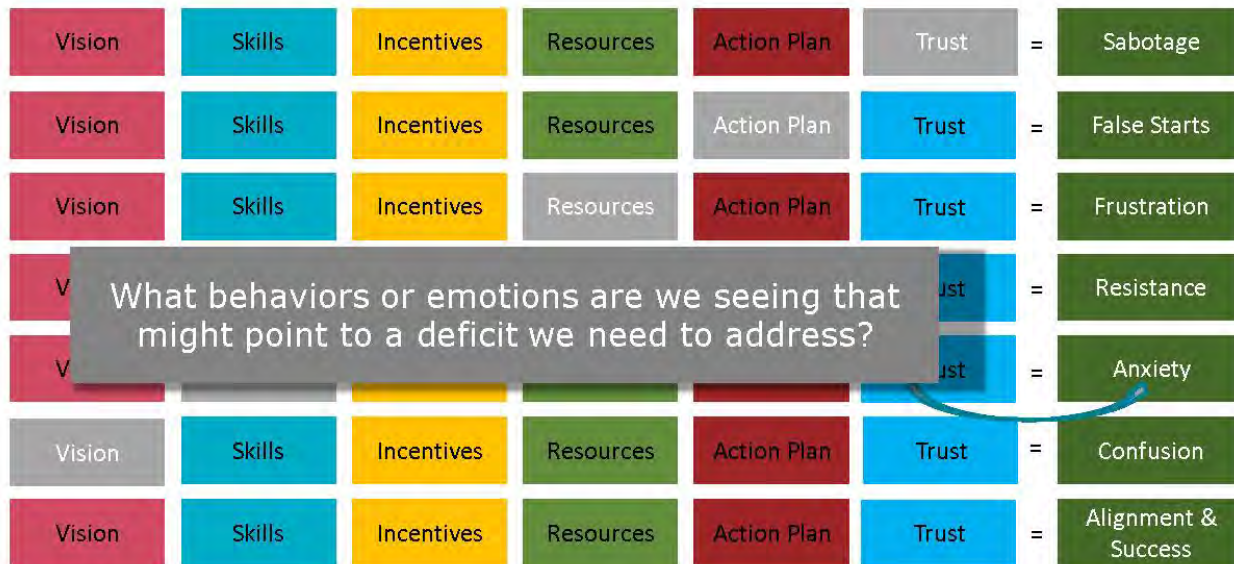 Vision Skills Incentives Resources Action Plan Trust = Sabotage
Vision Skills Incentives Resources Action Plan Trust = False Starts
Vision Skills Incentives Resources Action Plan Trust = Frustration
= Resistance
What behaviors or emotions are we seeing that
might point to a deficit we need to address?
= Anxiety
Vision Skills Incentives Resources Action Plan Trust = Confusion
Vision Skills Incentives Resources Action Plan Trust = Alignment &
Success